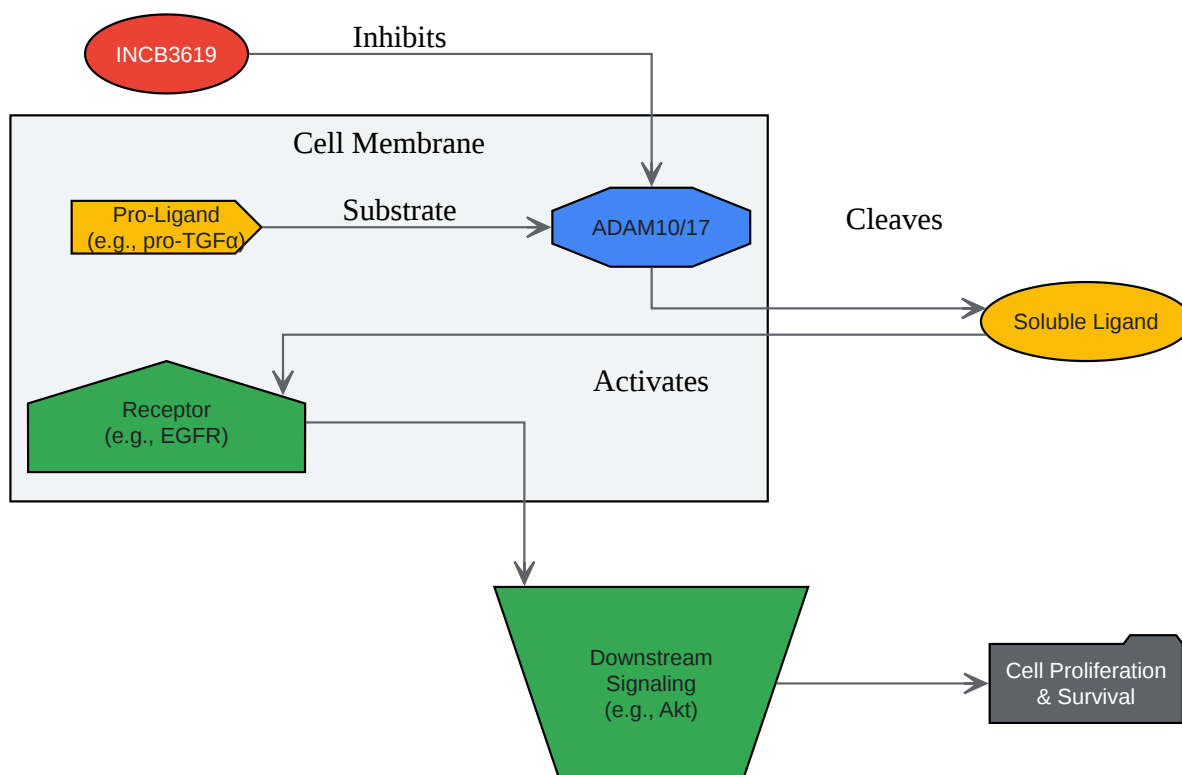 INCB3619
Inhibits
Cell Membrane
Pro-Ligand
(e.g., pro-TGFα)
Substrate
ADAM10/17
Cleaves
Soluble Ligand
Activates
Receptor
(e.g., EGFR)
Downstream
Signaling
(e.g., Akt)
Cell Proliferation
& Survival